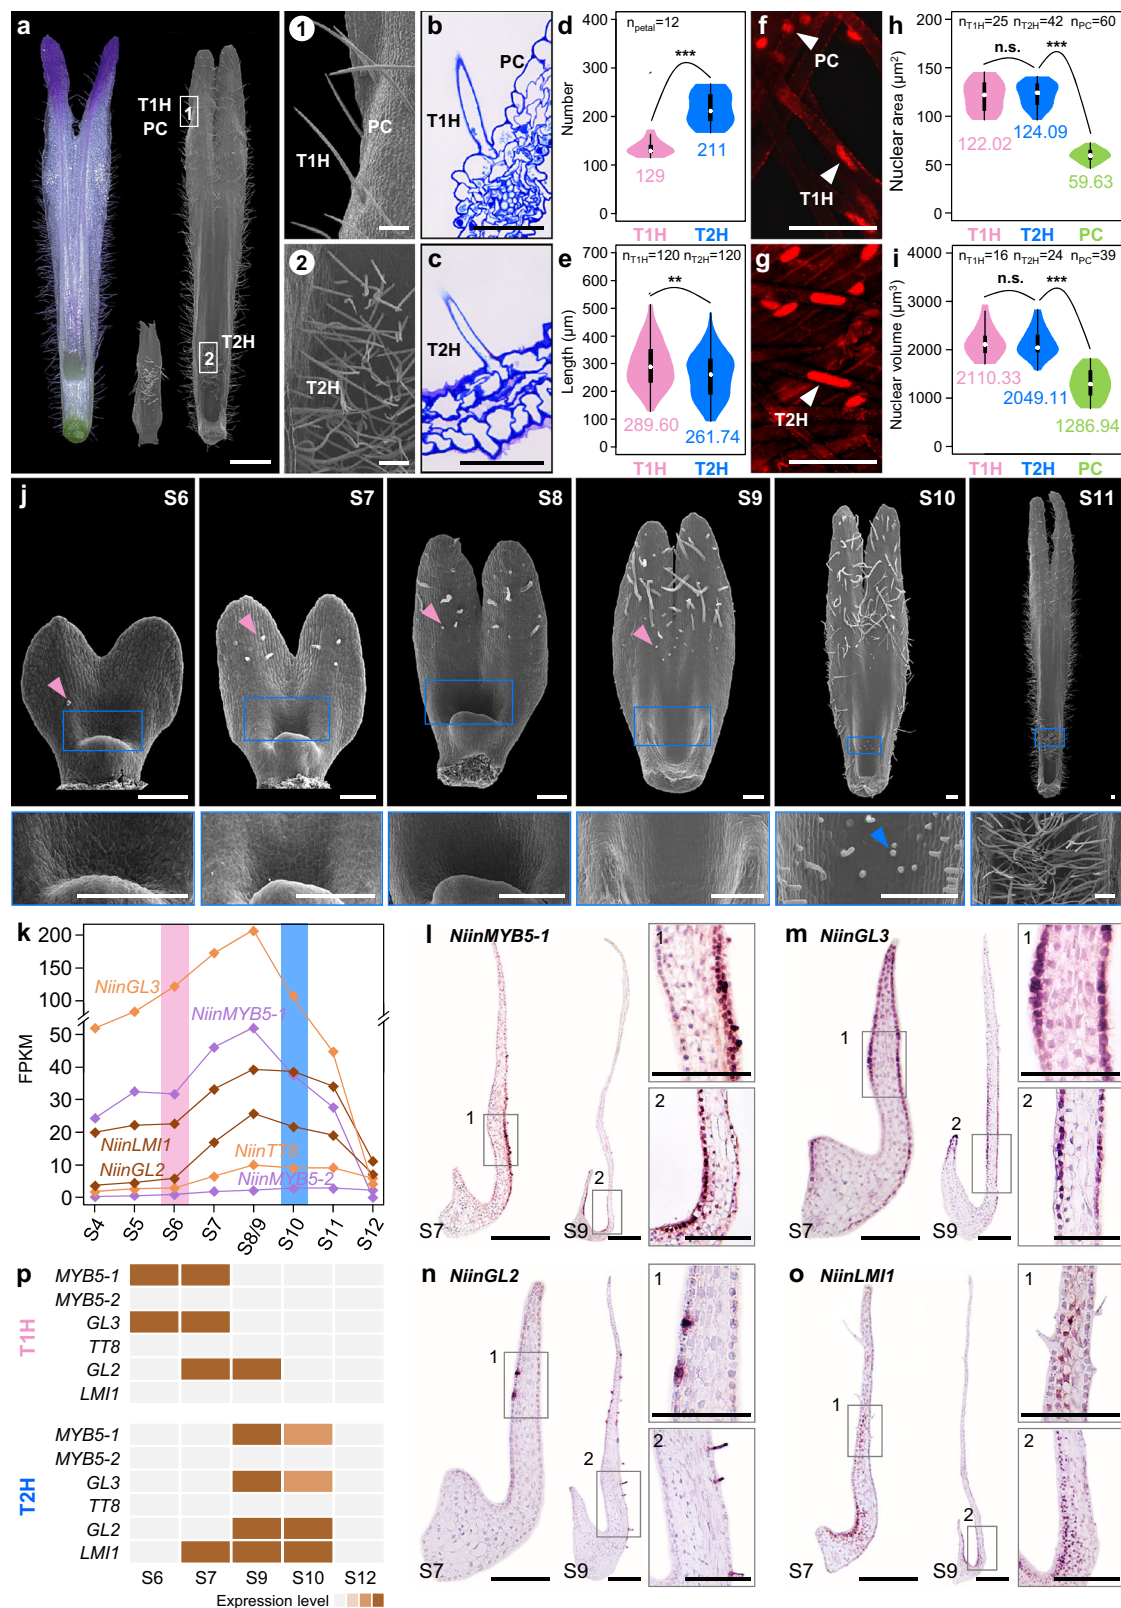 a
T1H
PC
1
T2H
2
1
PC
T1H
2
T2H
b
PC
T1H
c
T2H
d
n petal=12
***
Number
400
300
200
100
0
129
211
T1H T2H
e
n T1H=120 n T2H=120
**
Length (µm)
700
600
500
400
300
200
100
0
289.60
261.74
T1H T2H
f
PC
T1H
g
T2H
h
n T1H=25 n T2H=42 n PC=60
n.s. ***
Nuclear area (µm²)
200
150
100
50
0
122.02
124.09
59.63
T1H T2H PC
i
n T1H=16 n T2H=24 n PC=39
n.s. ***
Nuclear volume (µm³)
4000
3000
2000
1000
0
2110.33
2049.11
1286.94
T1H T2H PC
j
S6
S7
S8
S9
S10
S11
k
FPKM
200
150
100
50
40
30
20
10
0
NiinGL3
NiinMYB5-1
NiinLMI1
NiinGL2
NiinTT8
NiinMYB5-2
S4 S5 S6 S7 S8/9 S10 S11 S12
l NiinMYB5-1
1
2
1
2
S7
S9
m NiinGL3
1
2
1
2
S7
S9
n NiinGL2
1
2
1
2
S7
S9
o NiinLMI1
1
2
1
2
S7
S9
p
T1H
MYB5-1
MYB5-2
GL3
TT8
GL2
LMI1
T2H
MYB5-1
MYB5-2
GL3
TT8
GL2
LMI1
S6 S7 S9 S10 S12
Expression level